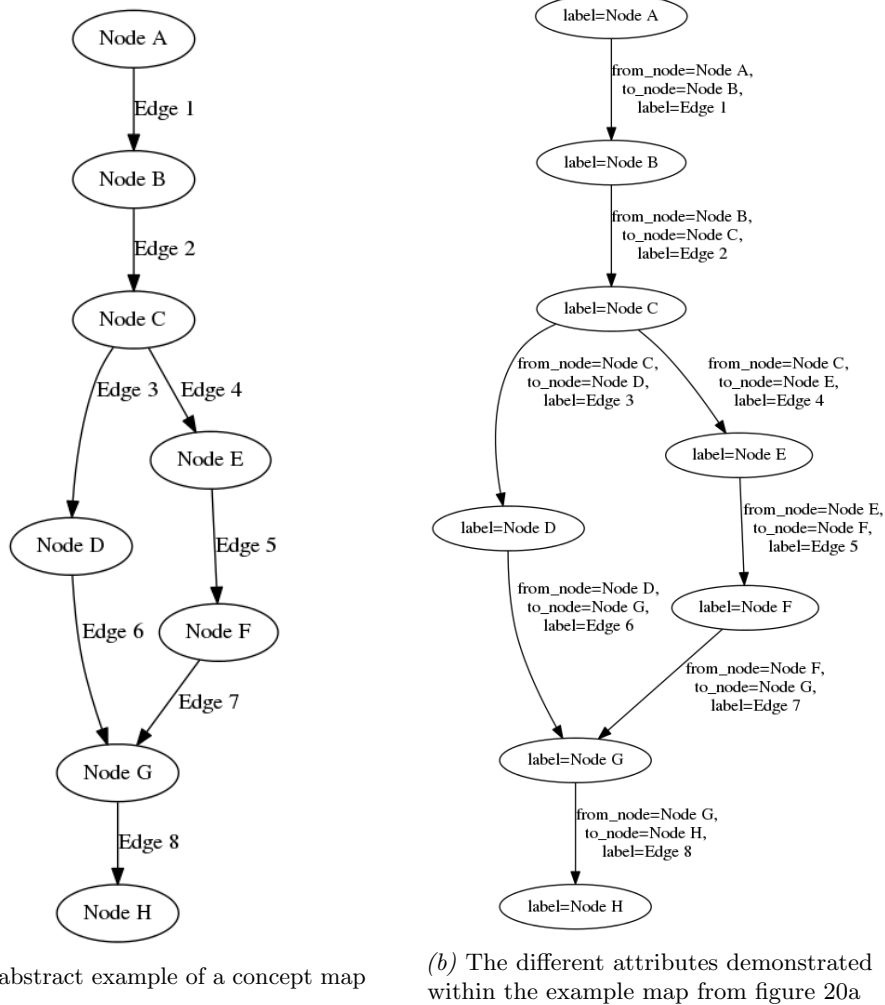 Node A
Edge 1
Node B
Edge 2
Node C
Edge 3
Edge 4
Node E
Node D
Edge 5
Edge 6
Node F
Edge 7
Node G
Edge 8
Node H
abstract example of a concept map
label=Node A
from_node=Node A,
to_node=Node B,
label=Edge 1
label=Node B
from_node=Node B,
to_node=Node C,
label=Edge 2
label=Node C
from_node=Node C,
to_node=Node D,
label=Edge 3
from_node=Node C,
to_node=Node E,
label=Edge 4
label=Node E
label=Node D
from_node=Node E,
to_node=Node F,
label=Edge 5
from_node=Node D,
to_node=Node G,
label=Edge 6
label=Node F
from_node=Node F,
to_node=Node G,
label=Edge 7
label=Node G
from_node=Node G,
to_node=Node H,
label=Edge 8
label=Node H
(b) The different attributes demonstrated
within the example map from figure 20a